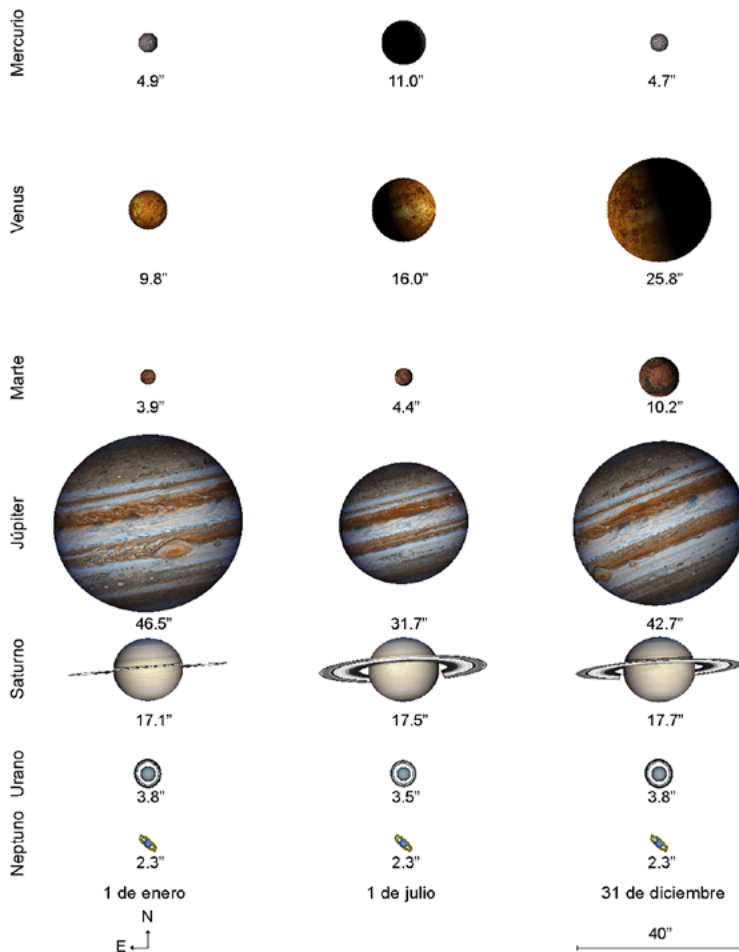 Mercurio
4.9” 11.0” 4.7”
Venus
9.8” 16.0” 25.8”
Marte
3.9” 4.4” 10.2”
Júpiter
46.5” 31.7” 42.7”
Saturno
17.1” 17.5” 17.7”
Urano
3.8” 3.5” 3.8”
Neptuno
2.3” 2.3” 2.3”
1 de enero 1 de julio 31 de diciembre
N
E
40”